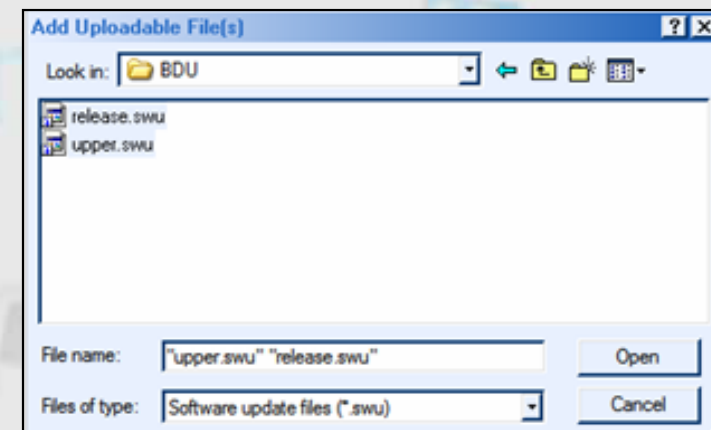 Add Uploadable File(s)
Look in: BDU
release.swu
upper.swu
File name: "upper.swu" "release.swu" Open
Files of type: Software update files (*.swu) Cancel